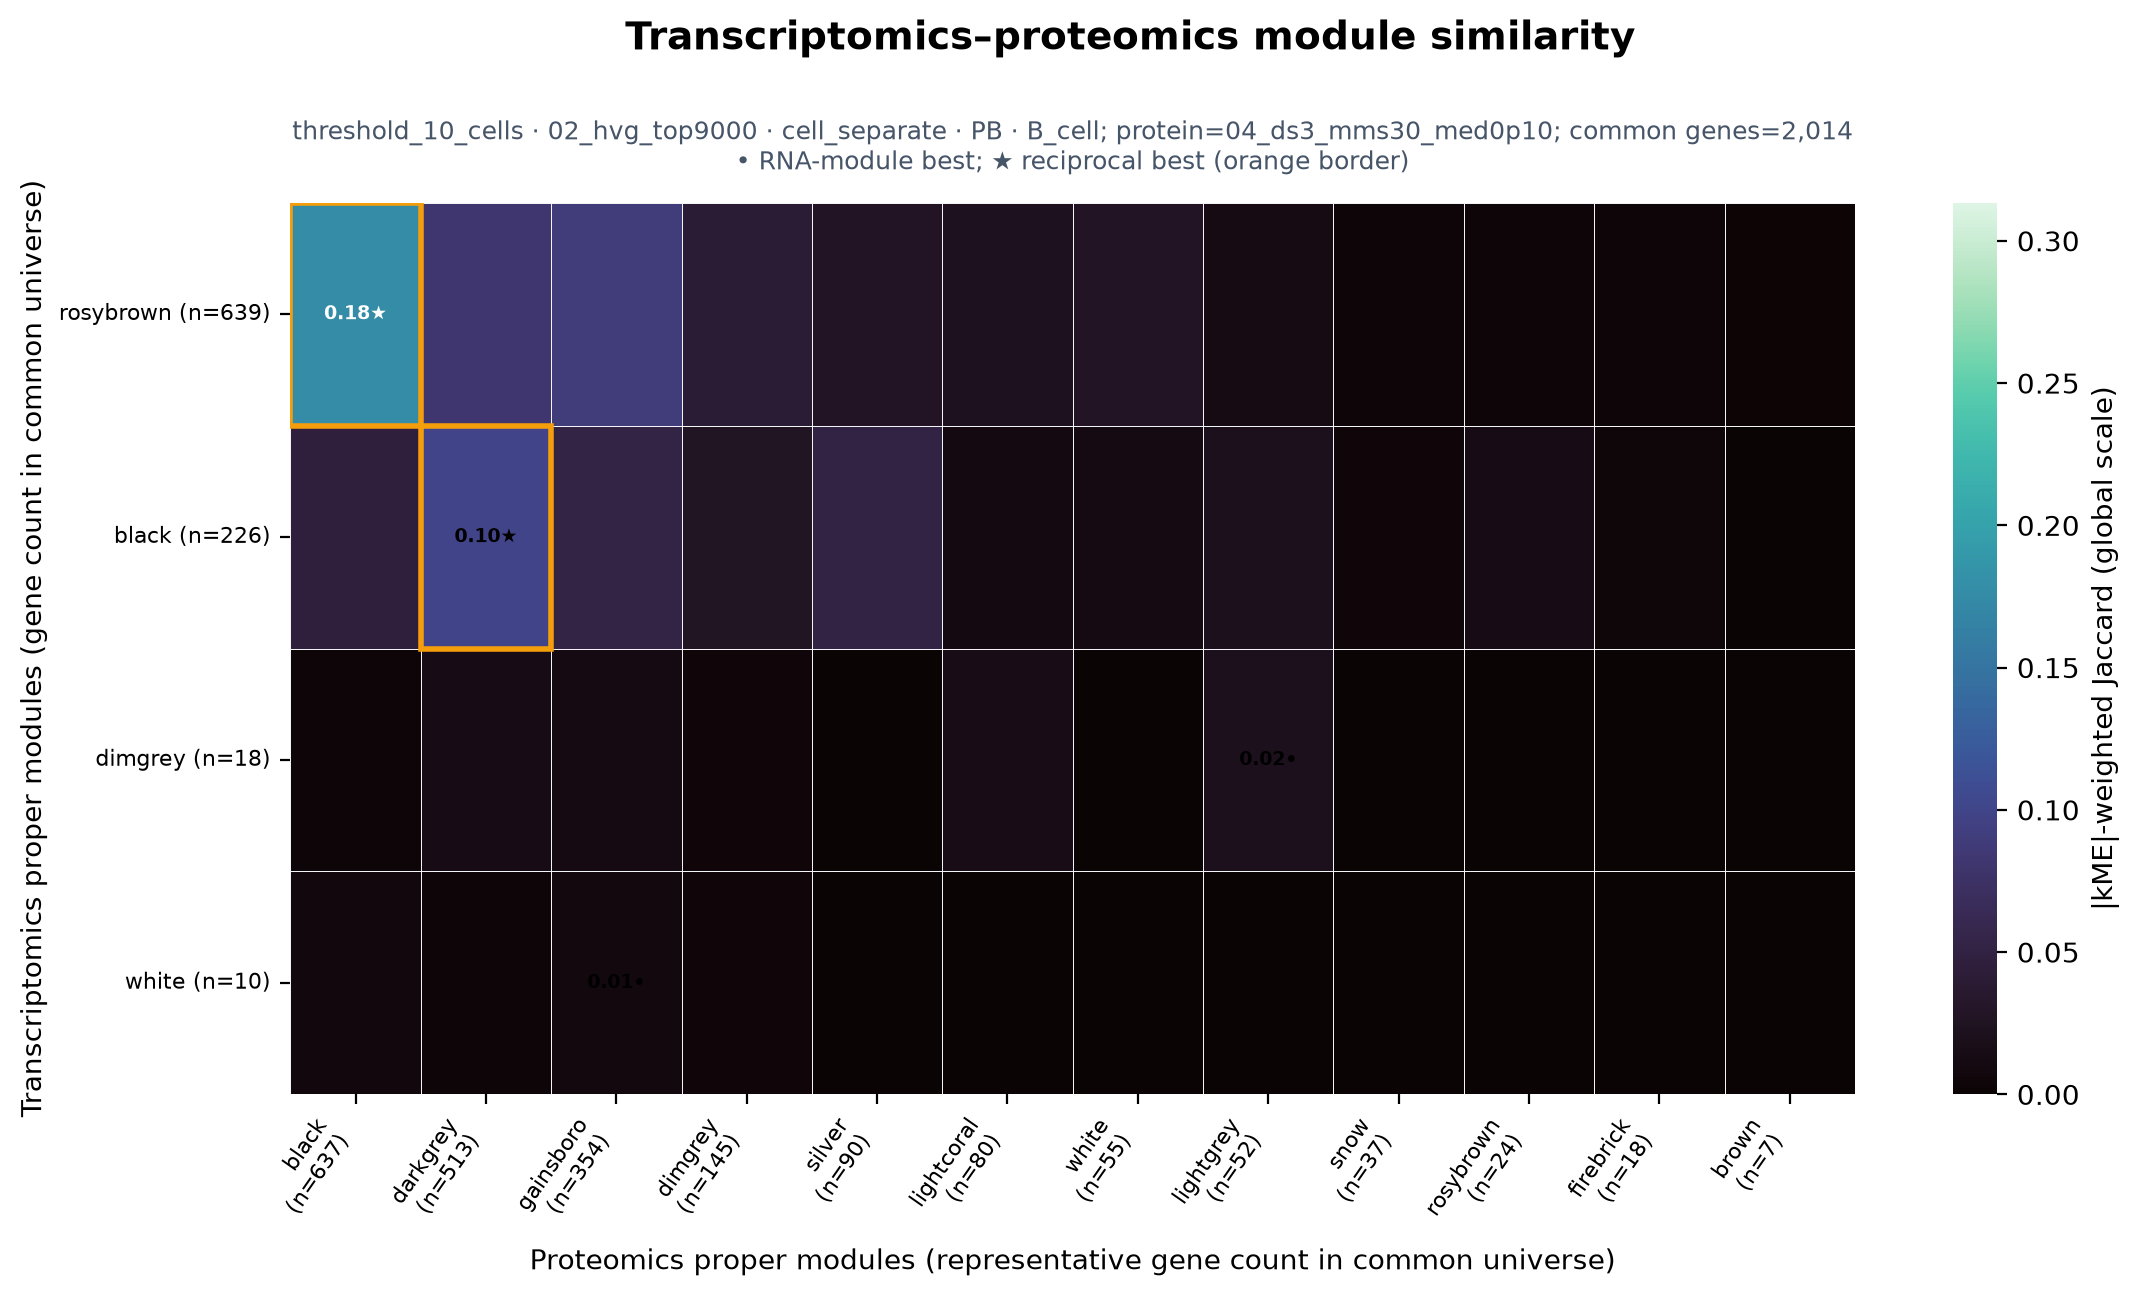 Transcriptomics–proteomics module similarity
threshold_10_cells · 02_hvg_top9000 · cell_separate · PB · B_cell; protein=04_ds3_mms30_med0p10; common genes=2,014
• RNA-module best; ★ reciprocal best (orange border)
Transcriptomics proper modules (gene count in common universe)
rosybrown (n=639)
black (n=226)
dimgrey (n=18)
white (n=10)
0.18★
0.10★
0.02•
0.01•
black
(n=637)
darkgrey
(n=513)
gainsboro
(n=354)
dimgrey
(n=145)
silver
(n=90)
lightcoral
(n=80)
white
(n=55)
lightgrey
(n=52)
snow
(n=37)
rosybrown
(n=24)
firebrick
(n=18)
brown
(n=7)
Proteomics proper modules (representative gene count in common universe)
0.30
0.25
0.20
0.15
0.10
0.05
0.00
|kME|-weighted Jaccard (global scale)